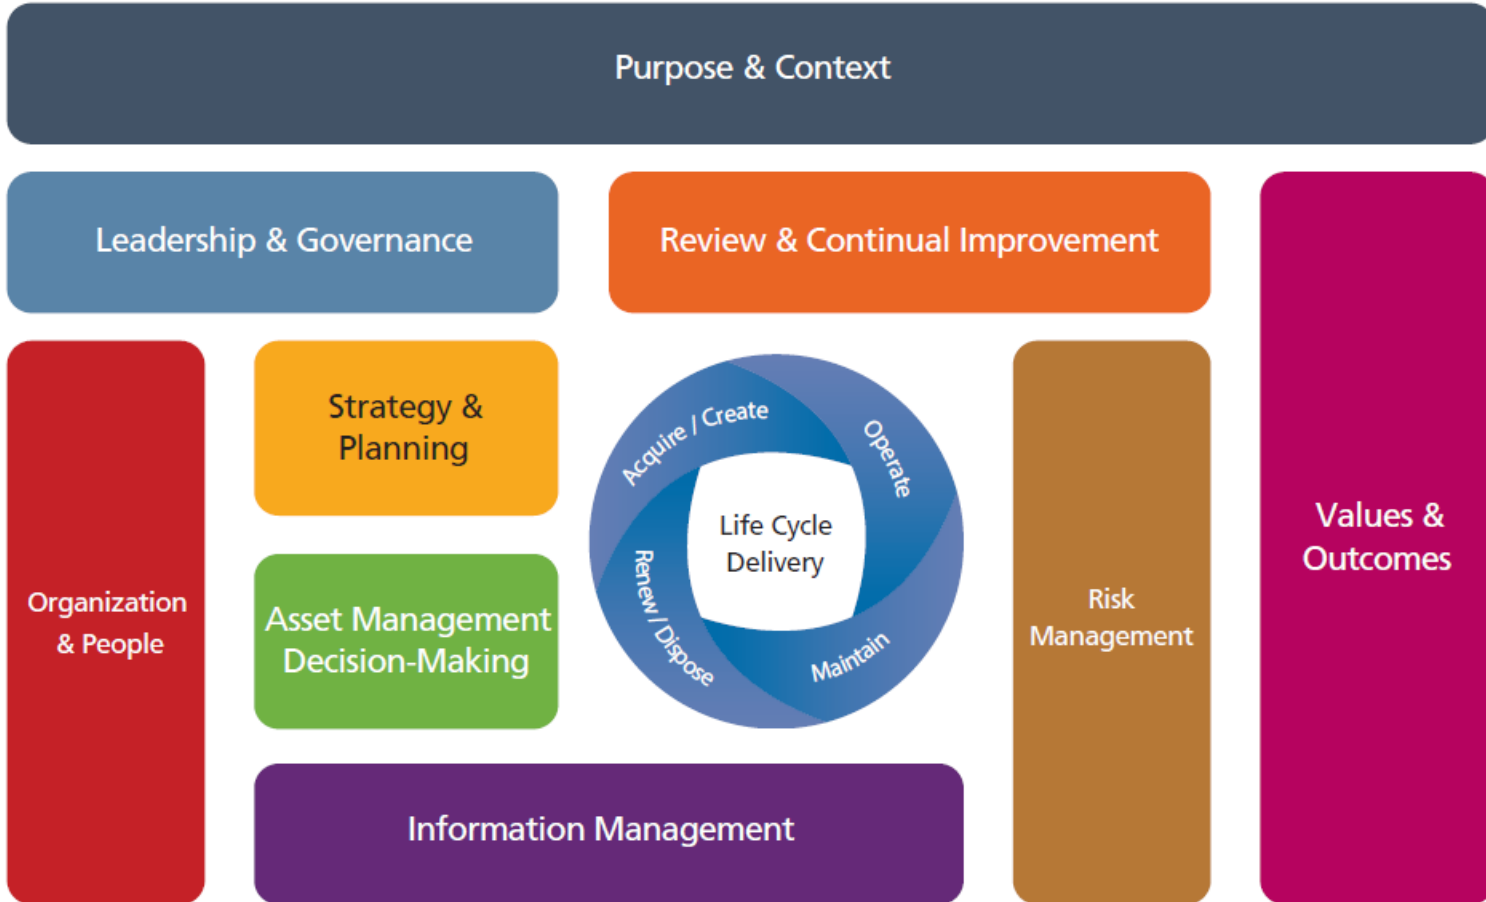 Purpose & Context
Leadership & Governance
Review & Continual Improvement
Organization
& People
Strategy &
Planning
Asset Management
Decision-Making
Acquire / Create
Operate
Maintain
Renew / Dispose
Life Cycle
Delivery
Information Management
Risk
Management
Values &
Outcomes